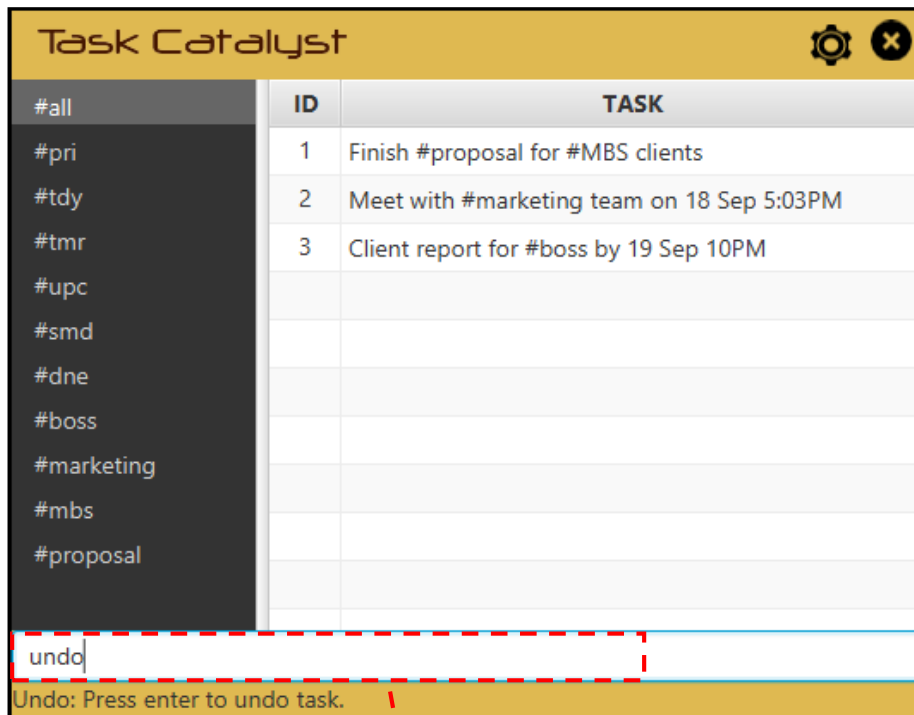 Task Catalyst
#all
#pri
#tdy
#tmr
#upc
#smd
#dne
#boss
#marketing
#mbs
#proposal
ID TASK
1 Finish #proposal for #MBS clients
2 Meet with #marketing team on 18 Sep 5:03PM
3 Client report for #boss by 19 Sep 10PM
undo
Undo: Press enter to undo task.